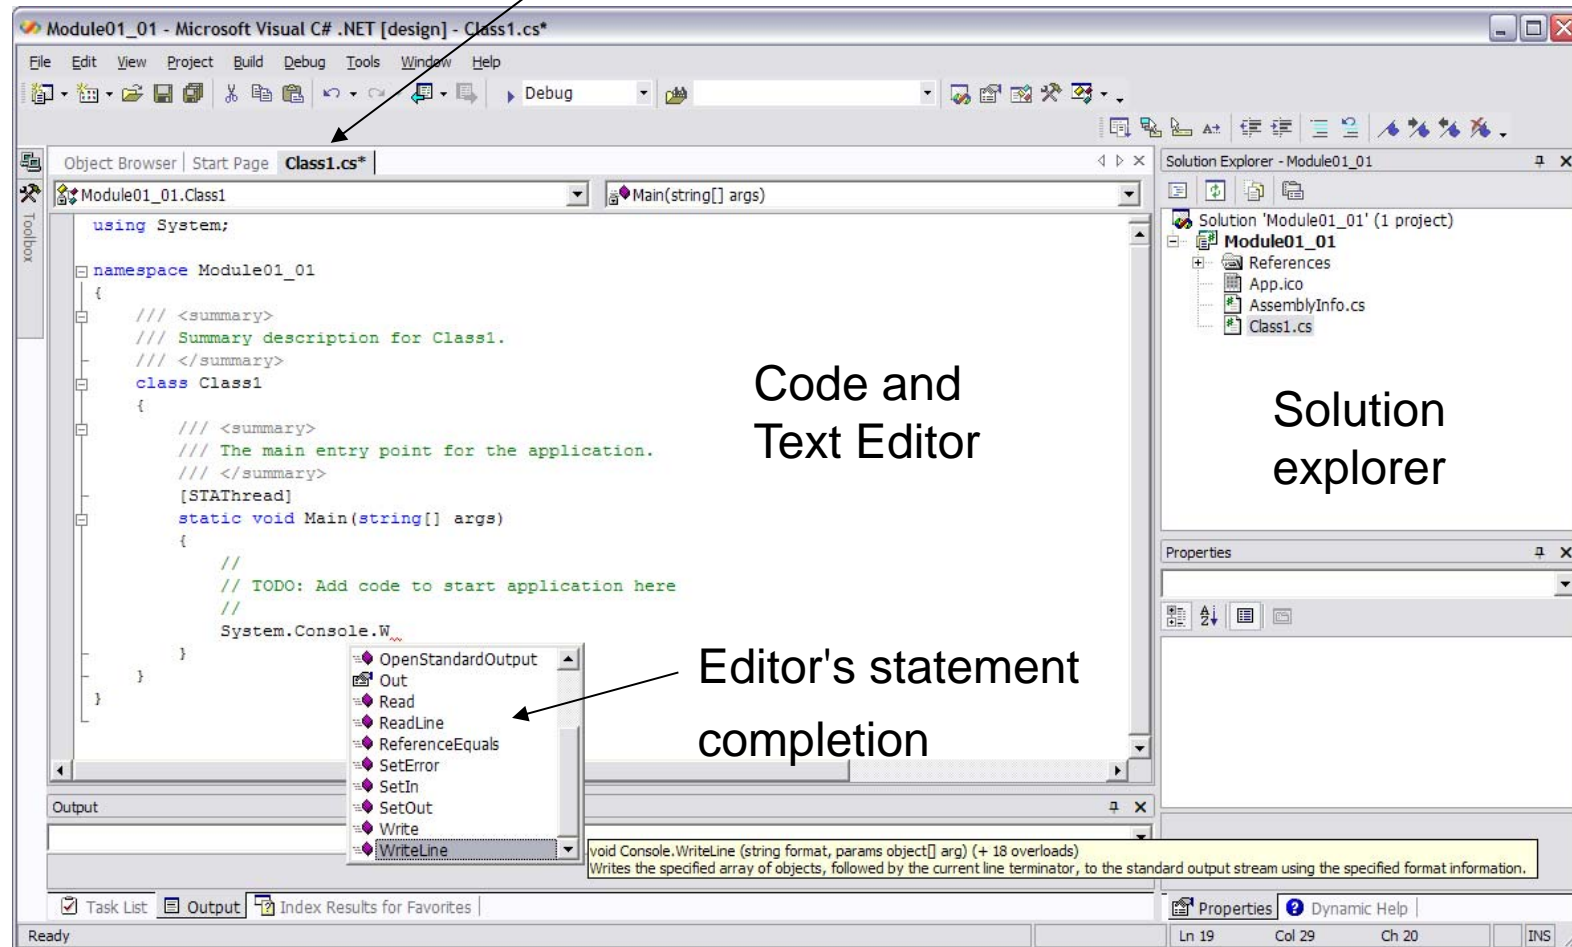 Module01_01 - Microsoft Visual C# .NET [design] - Class1.cs*
File Edit View Project Build Debug Tools Window Help
Debug
Object Browser Start Page Class1.cs*
Solution Explorer - Module01_01
Module01_01.Class1
Main(string[] args)
Toolbox
using System;
namespace Module01_01
{
/// <summary>
/// Summary description for Class1.
/// </summary>
class Class1
{
/// <summary>
/// The main entry point for the application.
/// </summary>
[STAThread]
static void Main(string[] args)
{
//
// TODO: Add code to start application here
//
System.Console.W
}
}
}
OpenStandardOutput
Out
Read
ReadLine
ReferenceEquals
SetError
SetIn
SetOut
Write
WriteLine
void Console.WriteLine (string format, params object[] arg) (+ 18 overloads)
Writes the specified array of objects, followed by the current line terminator, to the standard output stream using the specified format information.
Code and
Text Editor
Editor's statement
completion
Solution 'Module01_01' (1 project)
Module01_01
References
App.ico
AssemblyInfo.cs
Class1.cs
Solution
explorer
Properties
Output
Task List Output Index Results for Favorites
Properties Dynamic Help
Ready
Ln 19 Col 29 Ch 20 INS